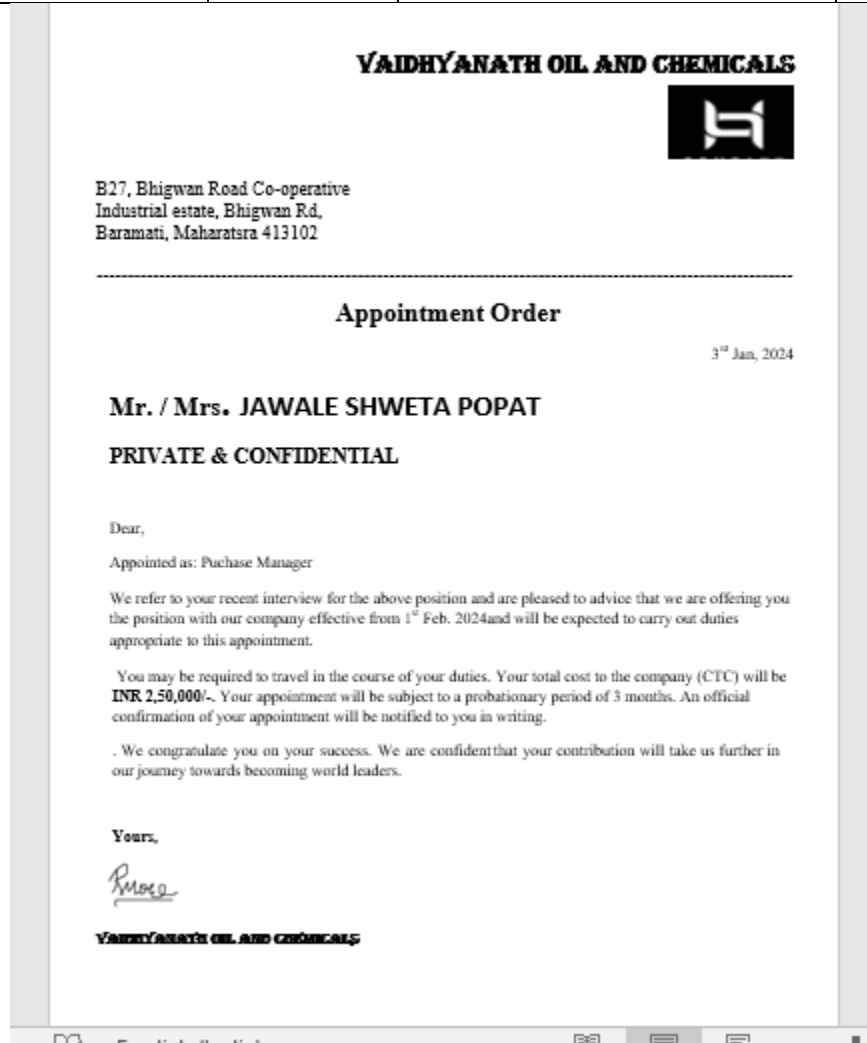 VAIDHYANATH OIL AND CHEMICALS
B27, Bhigwan Road Co-operative
Industrial estate, Bhigwan Rd,
Baramati, Maharatsra 413102
Appointment Order
3rd Jan, 2024
Mr. / Mrs. JAWALE SHWETA POPAT
PRIVATE & CONFIDENTIAL
Dear,
Appointed as: Puchase Manager
We refer to your recent interview for the above position and are pleased to advice that we are offering you
the position with our company effective from 1st Feb. 2024and will be expected to carry out duties
appropriate to this appointment.
You may be required to travel in the course of your duties. Your total cost to the company (CTC) will be
INR 2,50,000/-. Your appointment will be subject to a probationary period of 3 months. An official
confirmation of your appointment will be notified to you in writing.
. We congratulate you on your success. We are confident that your contribution will take us further in
our journey towards becoming world leaders.
Yours,
VAIDHYANATH OIL AND CHEMICALS